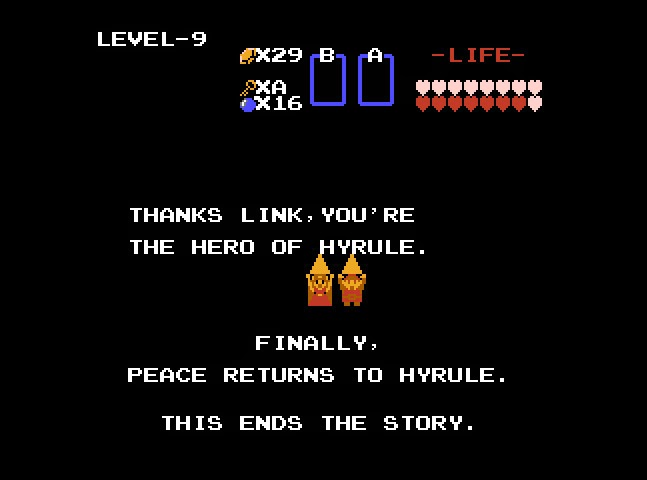 LEVEL-9
X29 B A -LIFE-
XA
X16
THANKS LINK,YOU'RE
THE HERO OF HYRULE.
FINALLY,
PEACE RETURNS TO HYRULE.
THIS ENDS THE STORY.